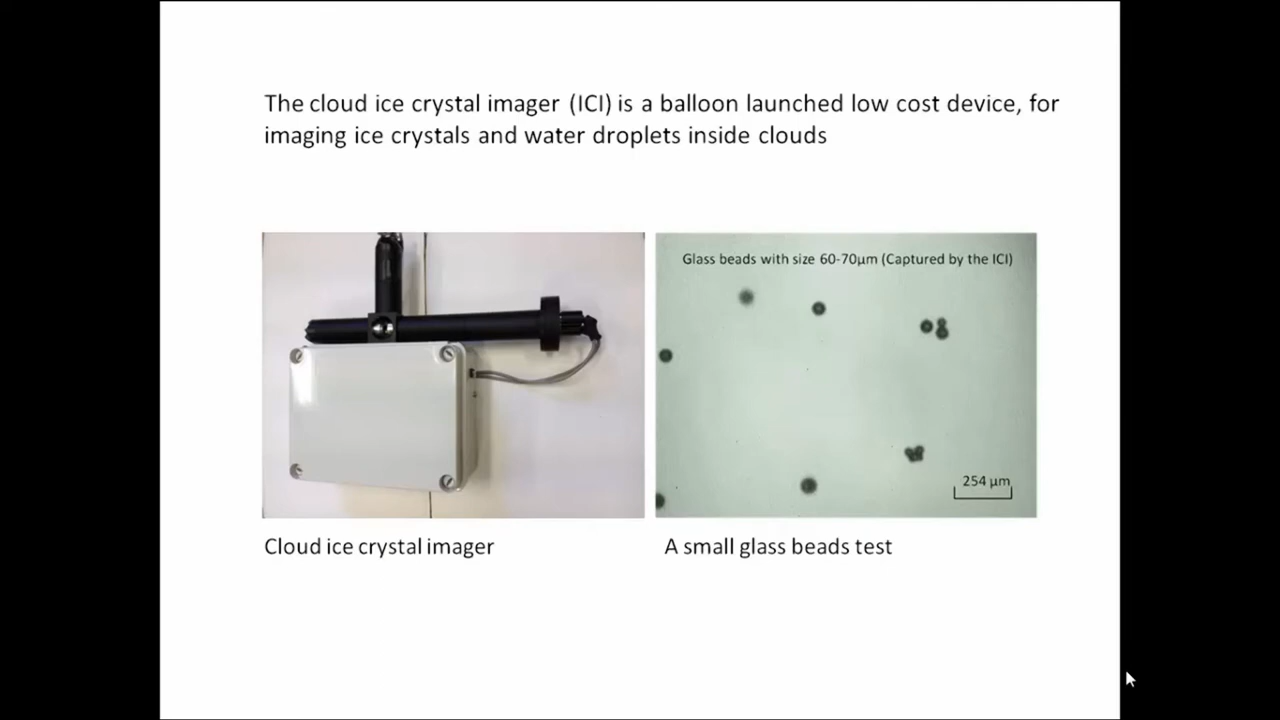 The cloud ice crystal imager (ICI) is a balloon launched low cost device, for
imaging ice crystals and water droplets inside clouds
Glass beads with size 60-70μm (Captured by the ICI)
254 μm
Cloud ice crystal imager
A small glass beads test